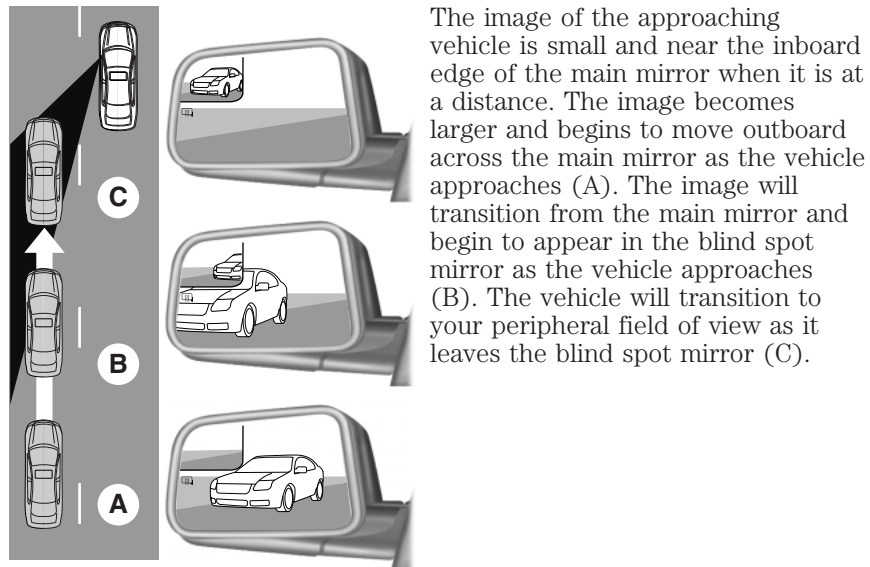 The image of the approaching
vehicle is small and near the inboard
edge of the main mirror when it is at
a distance. The image becomes
larger and begins to move outboard
across the main mirror as the vehicle
approaches (A). The image will
transition from the main mirror and
begin to appear in the blind spot
mirror as the vehicle approaches
(B). The vehicle will transition to
your peripheral field of view as it
leaves the blind spot mirror (C).
C
B
A